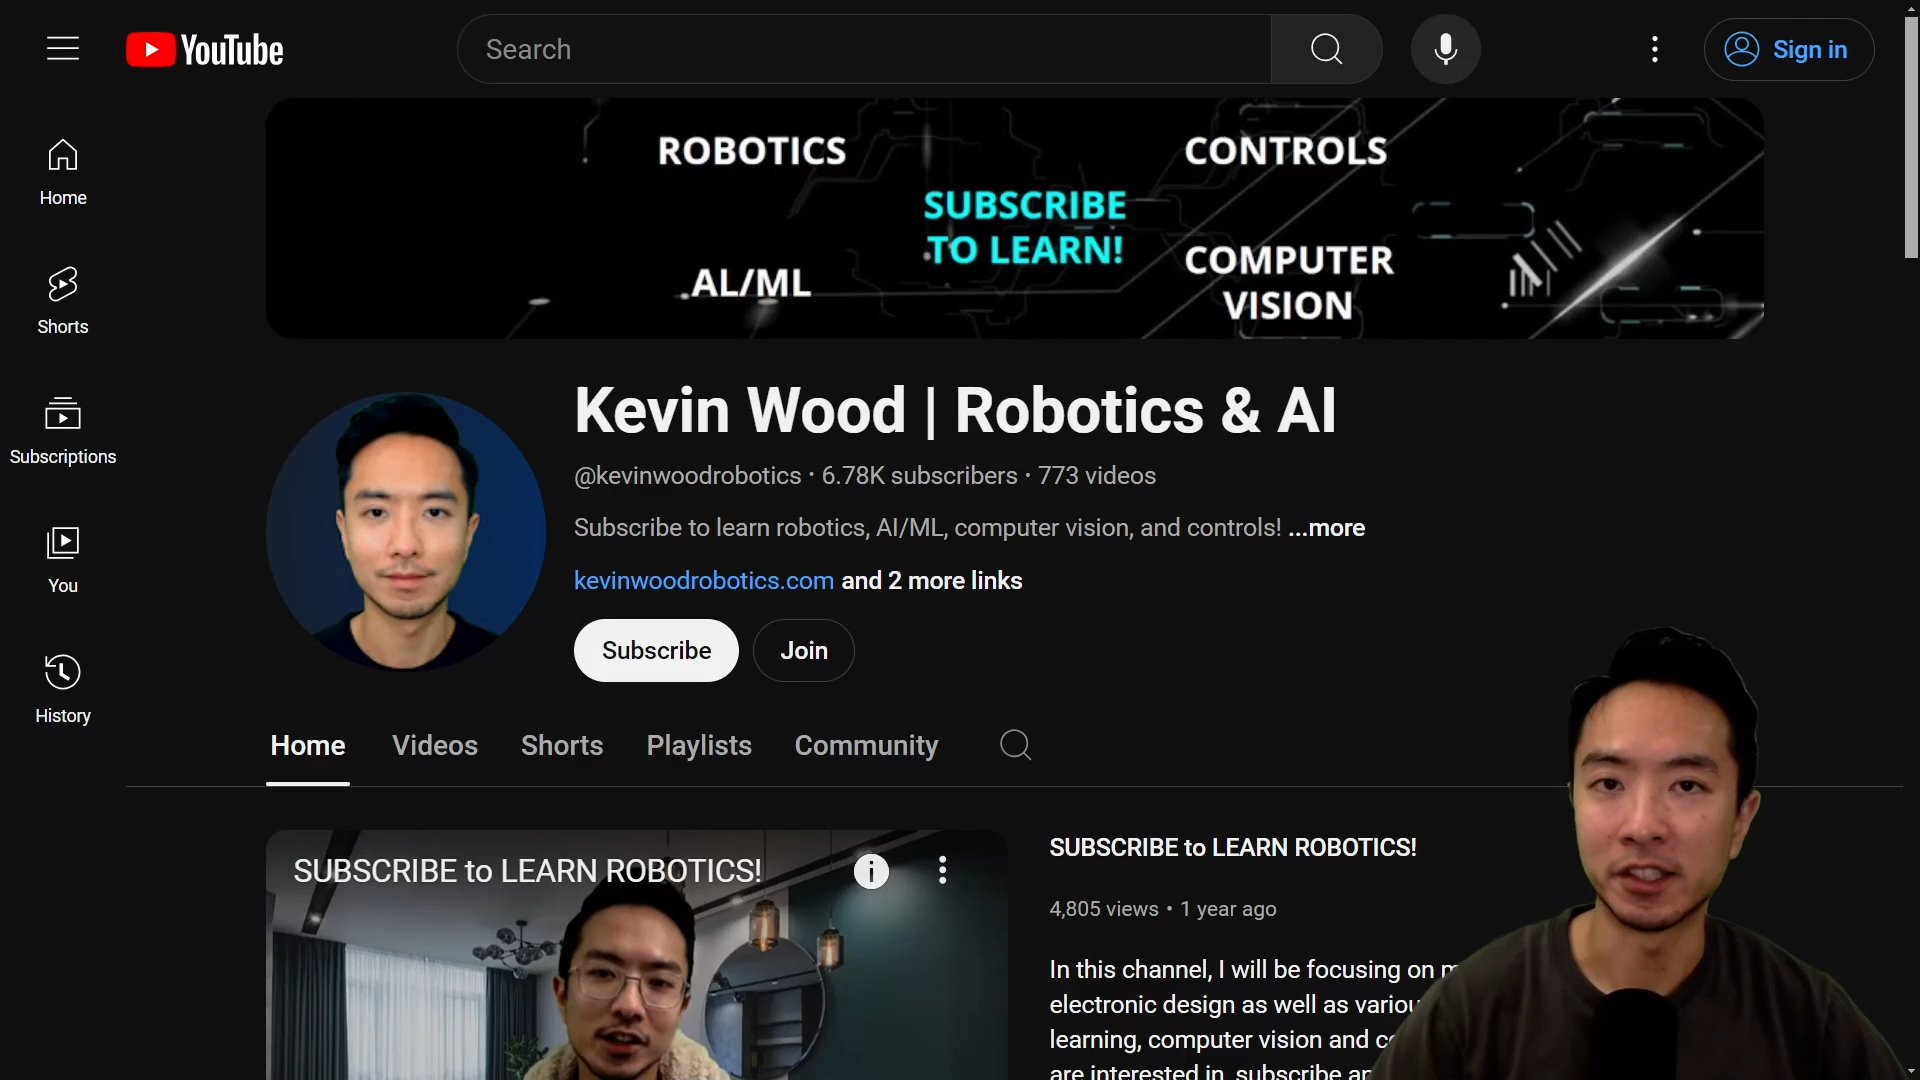 YouTube
Search
Sign in
Home
Shorts
Subscriptions
You
History
ROBOTICS
CONTROLS
SUBSCRIBE
TO LEARN!
AL/ML
COMPUTER
VISION
Kevin Wood | Robotics & AI
@kevinwoodrobotics · 6.78K subscribers · 773 videos
Subscribe to learn robotics, AI/ML, computer vision, and controls! ...more
kevinwoodrobotics.com and 2 more links
Subscribe
Join
Home
Videos
Shorts
Playlists
Community
SUBSCRIBE to LEARN ROBOTICS!
SUBSCRIBE to LEARN ROBOTICS!
4,805 views • 1 year ago
In this channel, I will be focusing on
electronic design as well as
learning, computer vision and
are interested in, subscribe